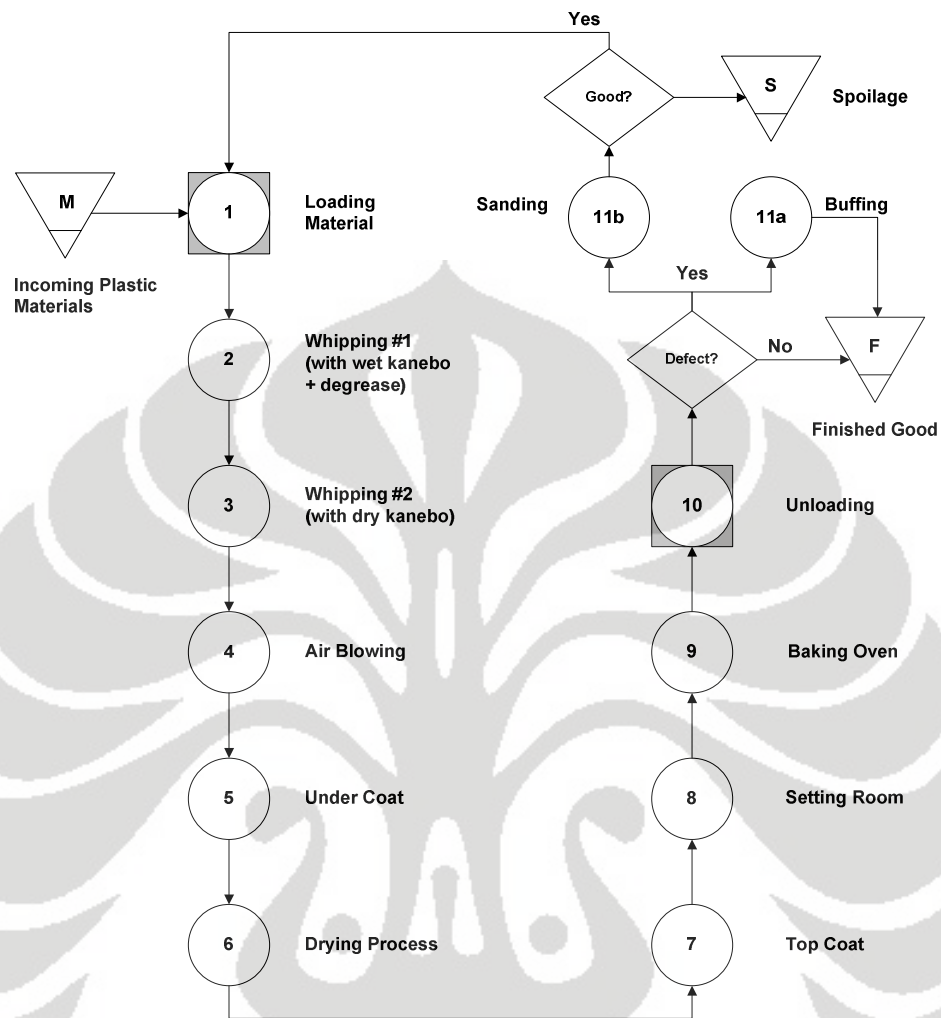 Yes
Good?
S
Spoilage
M
1
Loading
Material
Sanding
11b
11a
Buffing
Incoming Plastic
Materials
Yes
2
Whipping #1
(with wet kanebo
+ degrease)
Defect?
No
F
Finished Good
3
Whipping #2
(with dry kanebo)
10
Unloading
4
Air Blowing
9
Baking Oven
5
Under Coat
8
Setting Room
6
Drying Process
7
Top Coat